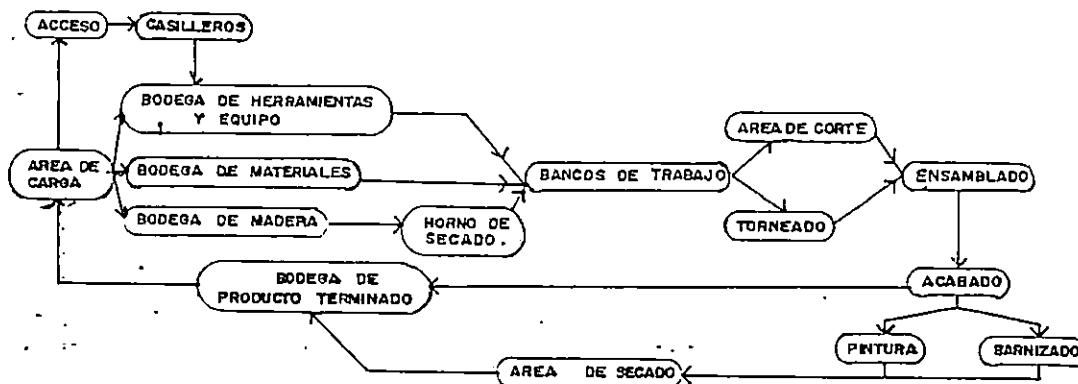 ACCESO
CASILLEROS
BODEGA DE HERRAMIENTAS
Y EQUIPO
AREA DE CORTE
AREA DE
CARGA
BODEGA DE MATERIALES
BANCOS DE TRABAJO
ENSAMBLADO
BODEGA DE MADERA
HORNO DE
SECADO.
TORNEADO
BODEGA DE
PRODUCTO TERMINADO
ACABADO
PINTURA
BARNIZADO
AREA DE SECADO